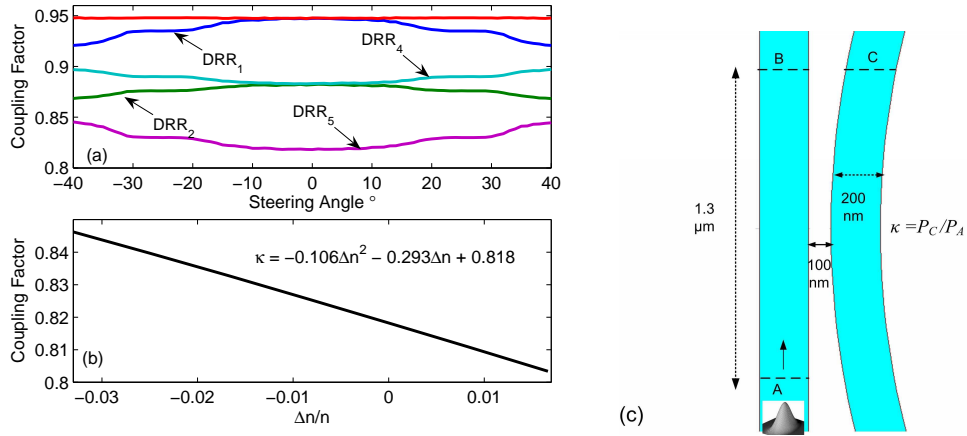 0.95
0.9
0.85
0.8
Coupling Factor
DRR1
DRR4
DRR2
DRR5
(a)
−40 −30 −20 −10 0 10 20 30 40
Steering Angle °
0.84
0.83
0.82
0.81
0.8
Coupling Factor
κ = −0.106Δn² − 0.293Δn + 0.818
(b)
−0.03 −0.02 −0.01 0 0.01
Δn/n
B
C
1.3
μm
200
nm
κ =PC/PA
100
nm
A
(c)